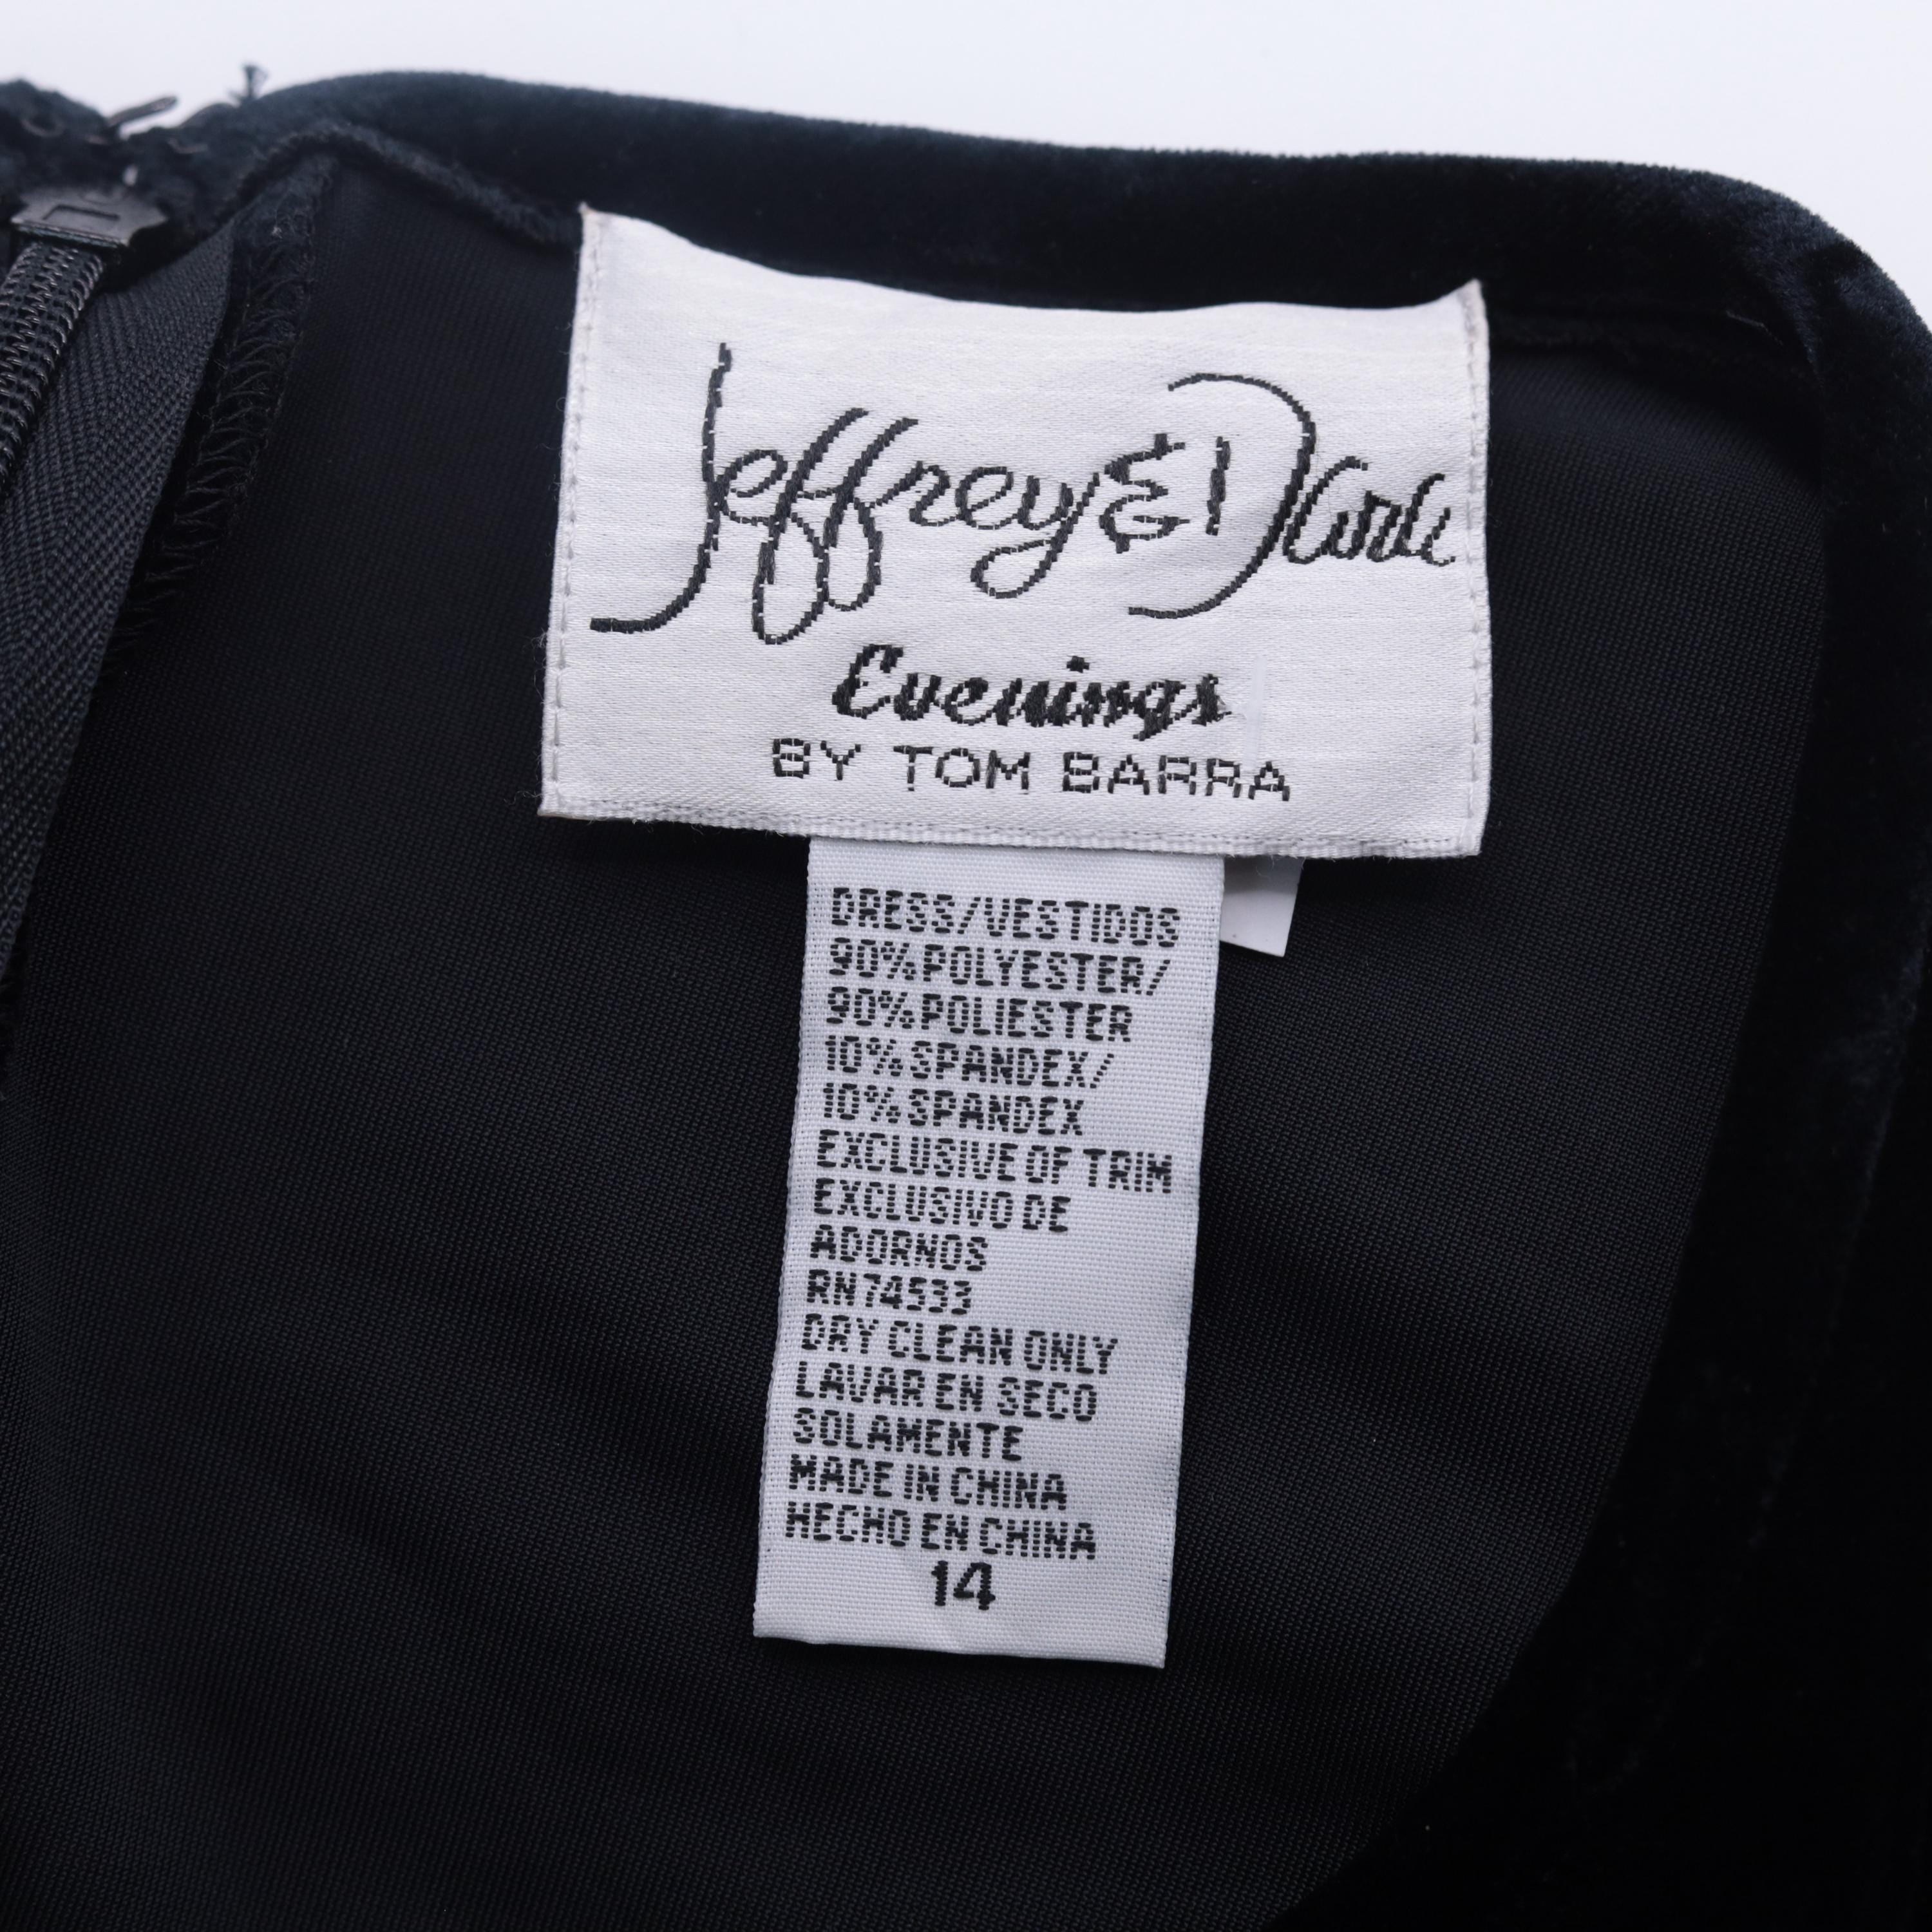 Jeffrey & Dara
Evenings
BY TOM BARRA
DRESS/VESTIDOS
90% POLYESTER/
90% POLIESTER
10% SPANDEX/
10% SPANDEX
EXCLUSIVE OF TRIM
EXCLUSIVO DE
ADORNOS
RN74533
DRY CLEAN ONLY
LAVAR EN SECO
SOLAMENTE
MADE IN CHINA
HECHO EN CHINA
14